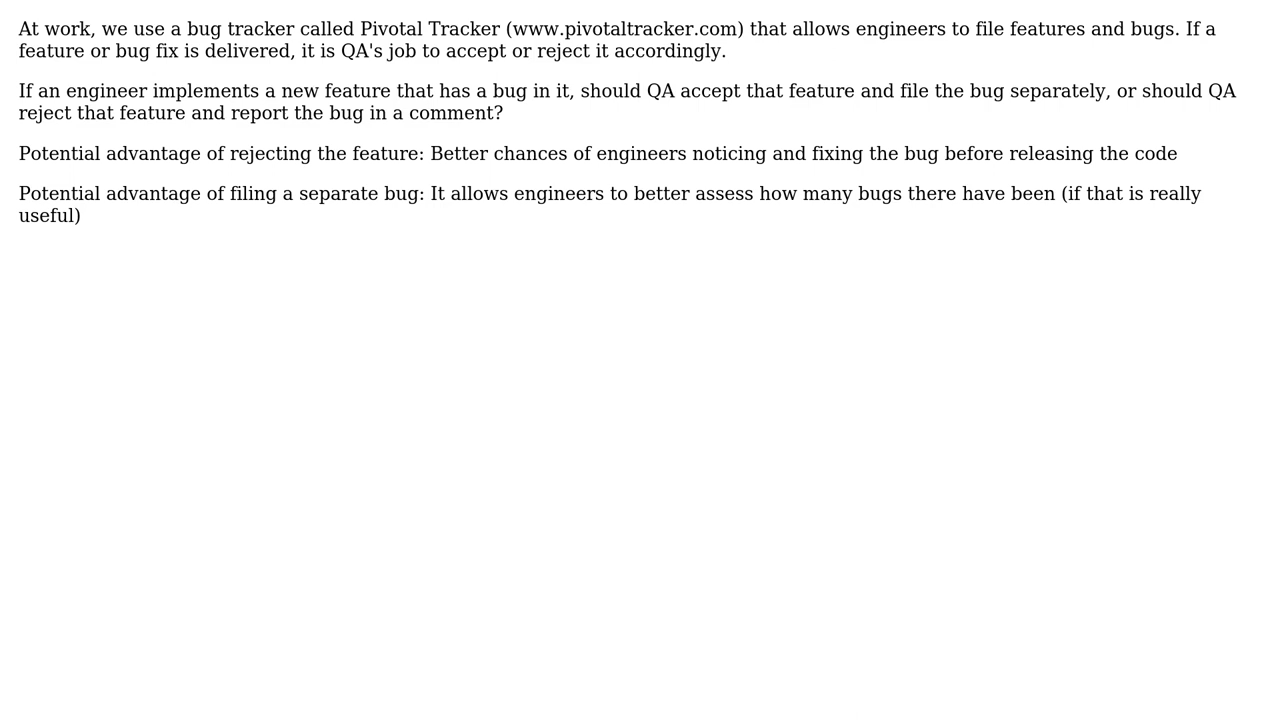 At work, we use a bug tracker called Pivotal Tracker (www.pivotaltracker.com) that allows engineers to file features and bugs. If a
feature or bug fix is delivered, it is QA's job to accept or reject it accordingly.
If an engineer implements a new feature that has a bug in it, should QA accept that feature and file the bug separately, or should QA
reject that feature and report the bug in a comment?
Potential advantage of rejecting the feature: Better chances of engineers noticing and fixing the bug before releasing the code
Potential advantage of filing a separate bug: It allows engineers to better assess how many bugs there have been (if that is really
useful)